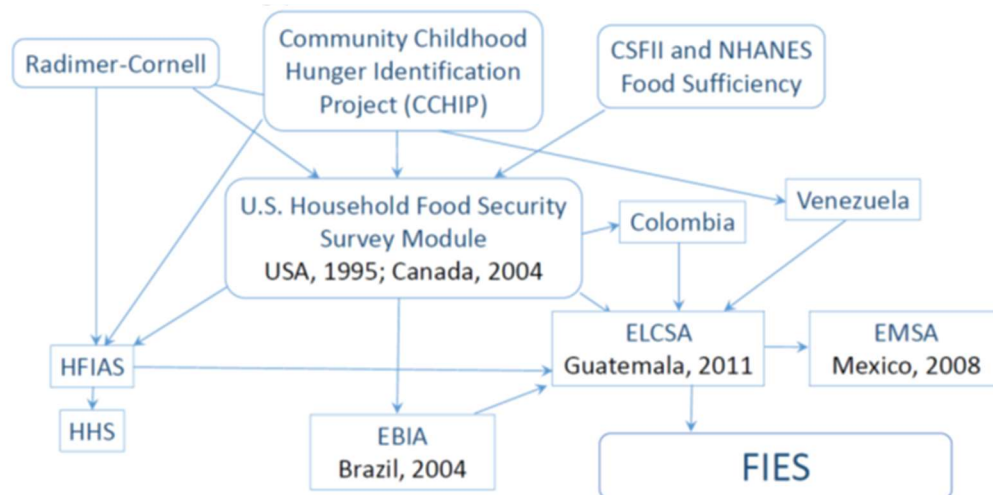 Radimer-Cornell
Community Childhood
Hunger Identification
Project (CCHIP)
CSFII and NHANES
Food Sufficiency
U.S. Household Food Security
Survey Module
USA, 1995; Canada, 2004
Colombia
Venezuela
HFIAS
ELCSA
Guatemala, 2011
EMSA
Mexico, 2008
HHS
EBIA
Brazil, 2004
FIES